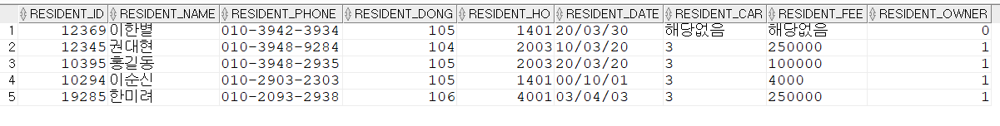 RESIDENT_ID RESIDENT_NAME RESIDENT_PHONE RESIDENT_DONG RESIDENT_HO RESIDENT_DATE RESIDENT_CAR RESIDENT_FEE RESIDENT_OWNER
1 12369 이한별 010-3942-3934 105 1401 20/03/30 해당없음 해당없음 0
2 12345 권대현 010-3948-9284 104 2003 10/03/20 3 250000 1
3 10395 홍길동 010-3948-2935 105 2003 20/03/20 3 100000 1
4 10294 이순신 010-2903-2303 105 1401 00/10/01 3 4000 1
5 19285 한미려 010-2093-2938 106 4001 03/04/03 3 250000 1